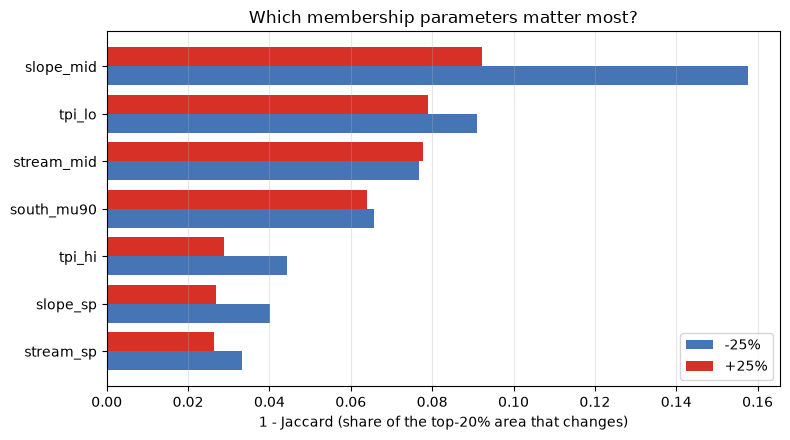 Which membership parameters matter most?
slope_mid
tpi_lo
stream_mid
south_mu90
tpi_hi
slope_sp
stream_sp
-25%
+25%
0.00 0.02 0.04 0.06 0.08 0.10 0.12 0.14 0.16
1 - Jaccard (share of the top-20% area that changes)